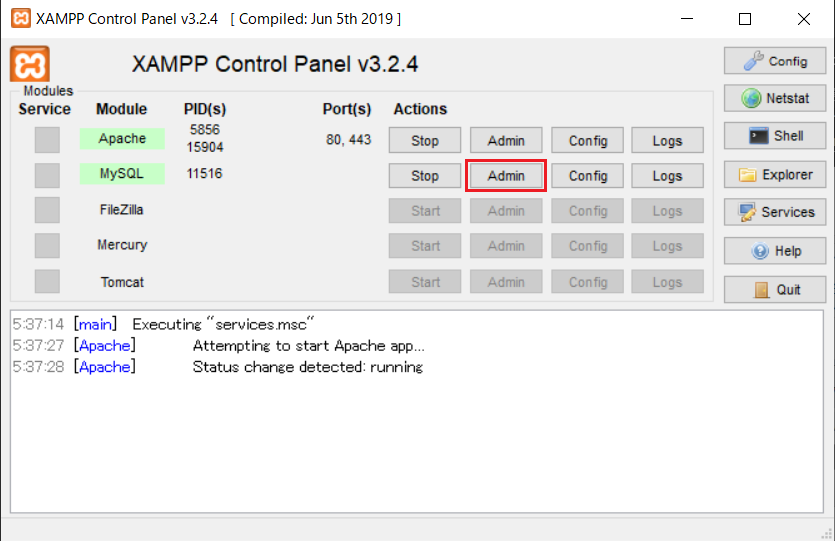 XAMPP Control Panel v3.2.4 [ Compiled: Jun 5th 2019 ]
XAMPP Control Panel v3.2.4
Modules
Service Module PID(s) Port(s) Actions
Apache 5856 15904 80, 443 Stop Admin Config Logs
MySQL 11516 Stop Admin Config Logs
FileZilla Start Admin Config Logs
Mercury Start Admin Config Logs
Tomcat Start Admin Config Logs
Config
Netstat
Shell
Explorer
Services
Help
Quit
5:37:14 [main] Executing "services.msc"
5:37:27 [Apache] Attempting to start Apache app...
5:37:28 [Apache] Status change detected: running